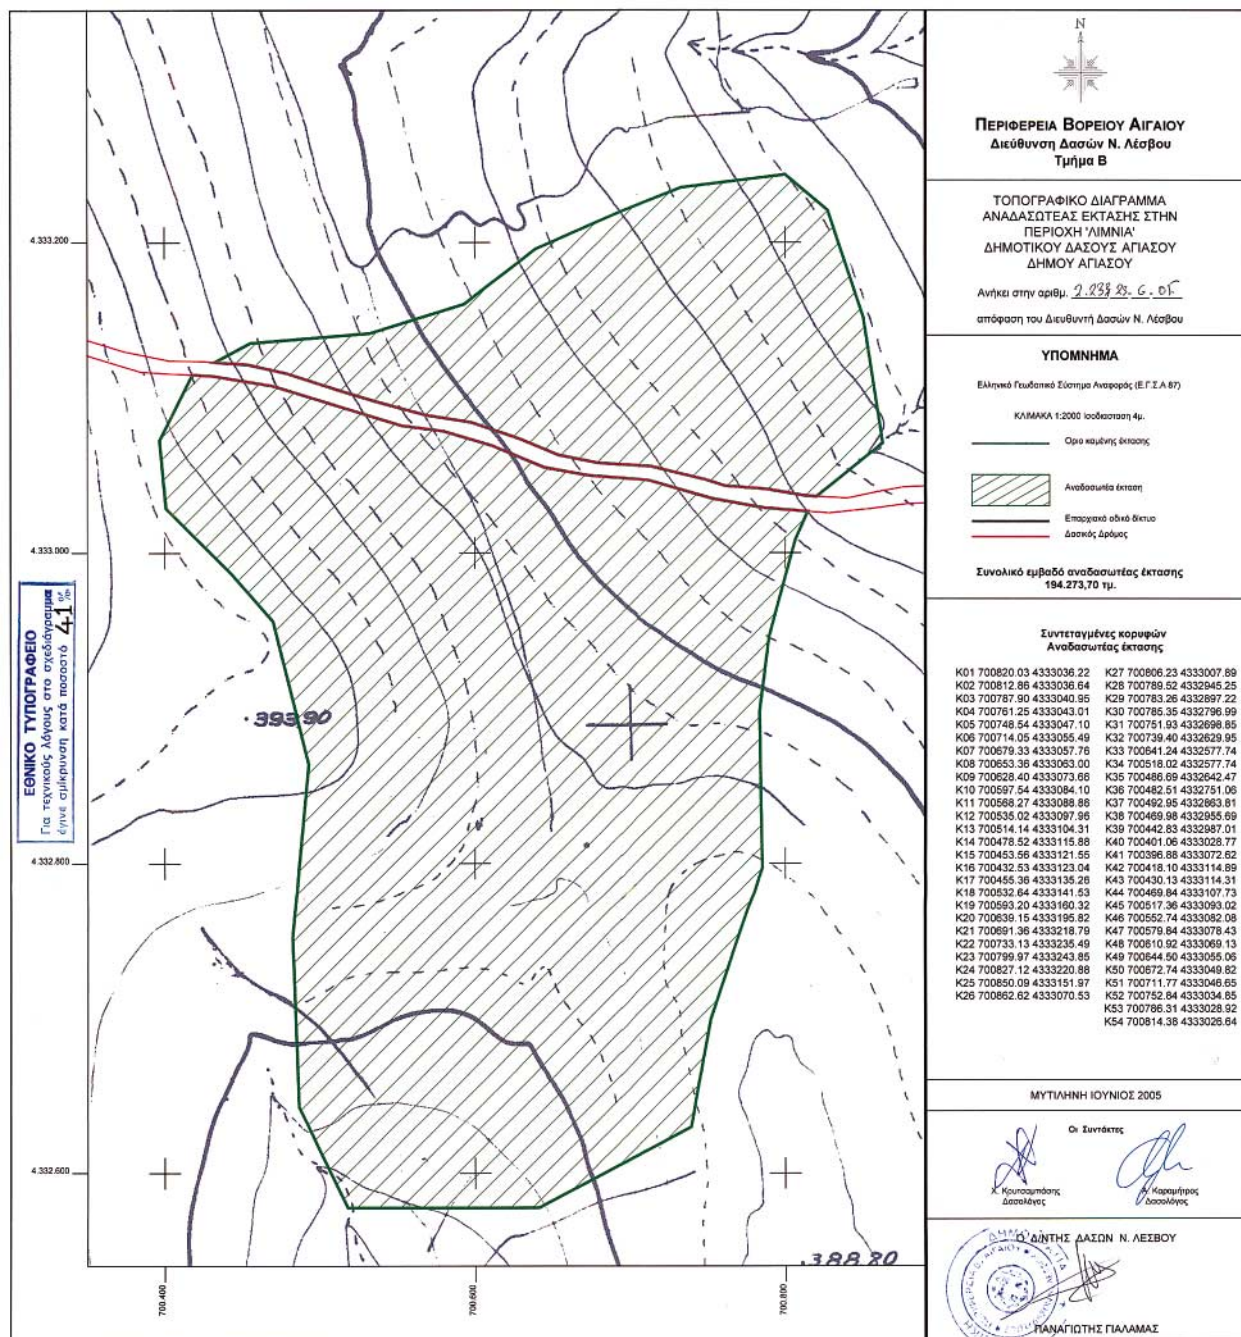 N
ΠΕΡΙΦΕΡΕΙΑ ΒΟΡΕΙΟΥ ΑΙΓΑΙΟΥ
Διεύθυνση Δασών Ν. Λέσβου
Τμήμα Β
ΤΟΠΟΓΡΑΦΙΚΟ ΔΙΑΓΡΑΜΜΑ
ΑΝΑΔΑΣΩΤΕΑΣ ΕΚΤΑΣΗΣ ΣΤΗΝ
ΠΕΡΙΟΧΗ 'ΛΙΜΝΙΑ'
ΔΗΜΟΤΙΚΟΥ ΔΑΣΟΥΣ ΑΓΙΑΣΟΥ
ΔΗΜΟΥ ΑΓΙΑΣΟΥ
Ανήκει στην αριθμ.
απόφαση του Διευθυντή Δασών Ν. Λέσβου
ΥΠΟΜΝΗΜΑ
Ελληνικό Γεωδαιτικό Σύστημα Αναφοράς (Ε.Γ.Σ.Α 87)
ΚΛΙΜΑΚΑ 1:2000 Ισοδιασταση 4μ.
Οριο καμένης έκτασης
Αναδασωτέα έκταση
Επαρχιακό οδικό δίκτυο
Δασικός Δρόμος
Συνολικό εμβαδό αναδασωτέας έκτασης
194.273,70 τμ.
Συντεταγμένες κορυφών
Αναδασωτέας έκτασης
K01 700820.03 4333036.22 K27 700806.23 4333007.89
K02 700812.86 4333036.64 K28 700789.52 4332945.25
K03 700787.90 4333040.95 K29 700783.26 4332897.22
K04 700761.25 4333043.01 K30 700785.35 4332796.99
K05 700748.54 4333047.10 K31 700751.93 4332698.85
K06 700714.05 4333055.49 K32 700739.40 4332629.95
K07 700679.33 4333057.76 K33 700641.24 4332577.74
K08 700653.36 4333063.00 K34 700518.02 4332577.74
K09 700628.40 4333073.66 K35 700486.69 4332642.47
K10 700597.54 4333084.10 K36 700482.51 4332751.06
K11 700568.27 4333088.86 K37 700492.95 4332863.81
K12 700535.02 4333097.96 K38 700469.98 4332955.69
K13 700514.14 4333104.31 K39 700442.83 4332987.01
K14 700478.52 4333115.88 K40 700401.06 4333028.77
K15 700453.56 4333121.55 K41 700396.88 4333072.62
K16 700432.53 4333123.04 K42 700418.10 4333114.89
K17 700455.36 4333135.26 K43 700430.13 4333114.31
K18 700532.64 4333141.53 K44 700469.84 4333107.73
K19 700593.20 4333160.32 K45 700517.36 4333093.02
K20 700639.15 4333195.82 K46 700552.74 4333082.08
K21 700691.36 4333218.79 K47 700579.84 4333078.43
K22 700733.13 4333235.49 K48 700610.92 4333069.13
K23 700799.97 4333243.85 K49 700644.50 4333055.06
K24 700827.12 4333220.88 K50 700672.74 4333049.82
K25 700850.09 4333151.97 K51 700711.77 4333046.65
K26 700862.62 4333070.53 K52 700752.84 4333034.85
K53 700786.31 4333028.92
K54 700814.38 4333026.64
ΜΥΤΙΛΗΝΗ ΙΟΥΝΙΟΣ 2005
Οι Συντάκτες
Χ. Κρυτσαμπάσης
Δασολόγος
Α. Καραμήτρος
Δασολόγος
Ο ΔΙΝΤΗΣ ΔΑΣΩΝ Ν. ΛΕΣΒΟΥ
ΠΑΝΑΓΙΩΤΗΣ ΓΙΑΛΑΜΑΣ
4.333.200
4.333.000
4.332.800
4.332.600
700.400
700.600
700.800
393.90
388.80
ΕΘΝΙΚΟ ΤΥΠΟΓΡΑΦΕΙΟ
Για τεχνικούς λόγους στο σχεδιάγραμμα
έγινε σμίκρυνση κατά ποσοστό 41 %